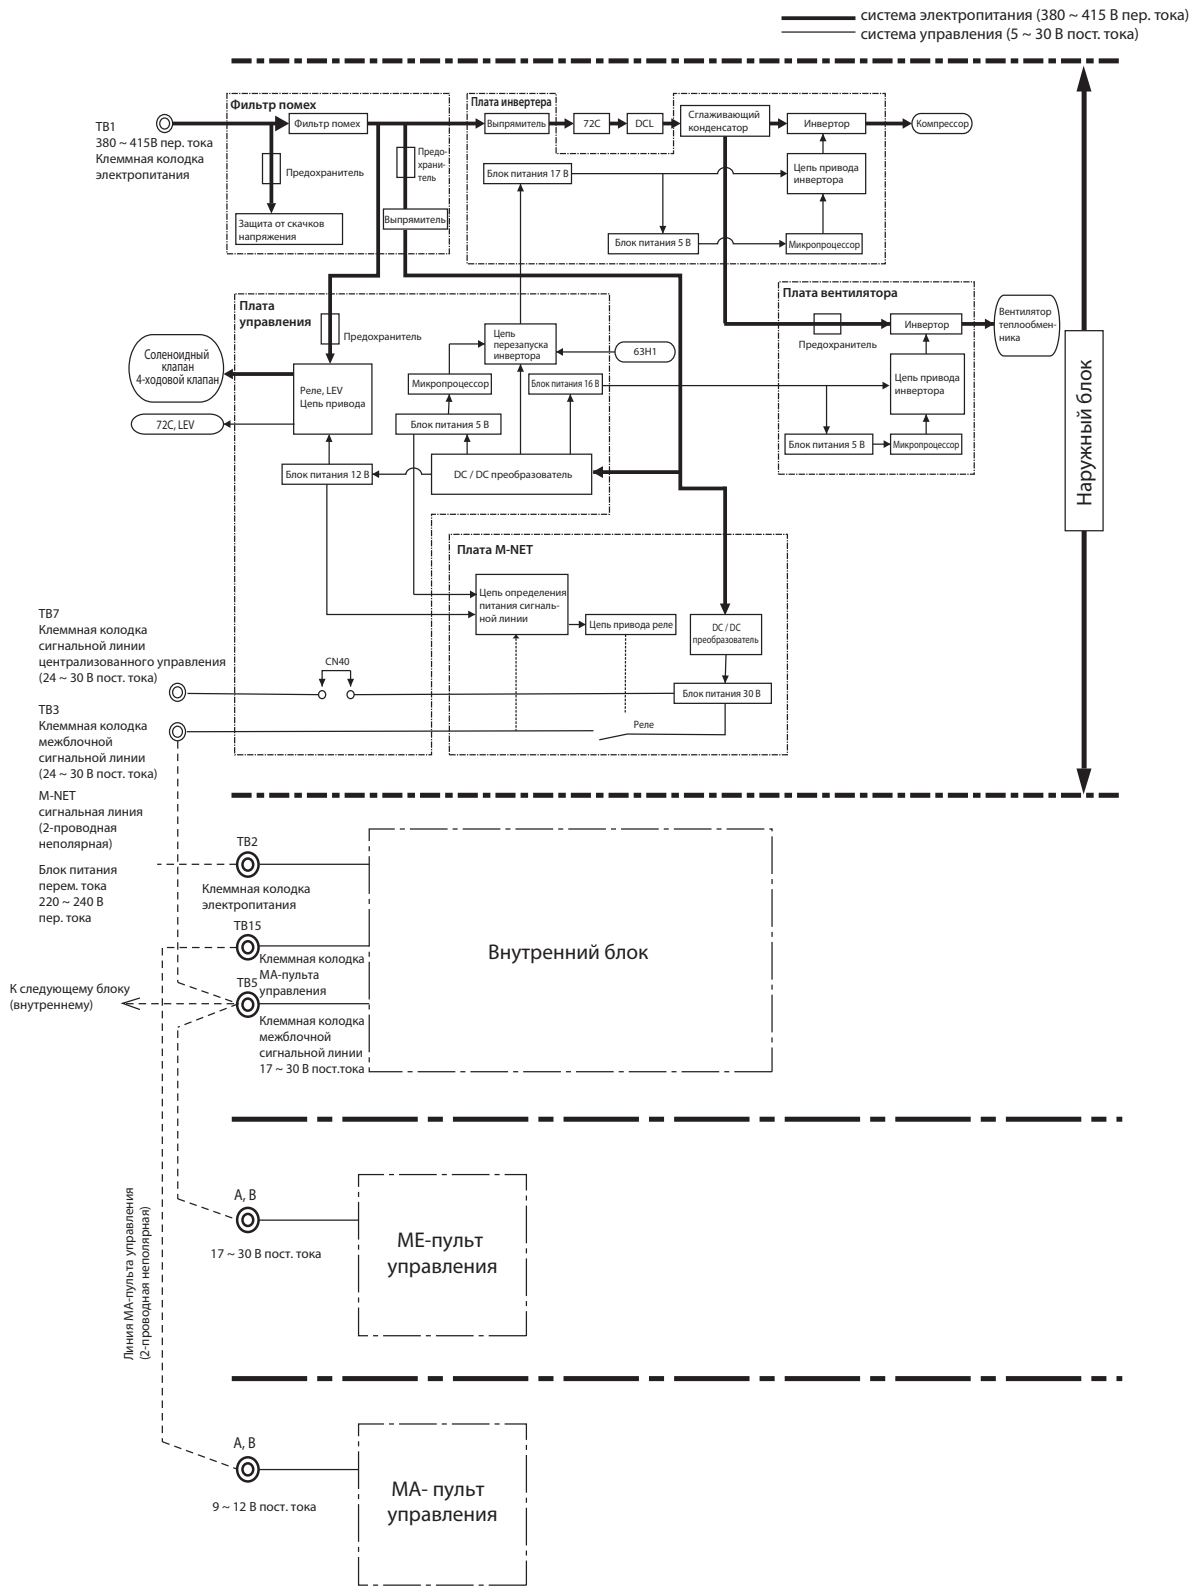 система электропитания (380 ~ 415 В пер. тока)
система управления (5 ~ 30 В пост. тока)
Фильтр помех
Плата инвертера
TB1
380 ~ 415В пер. тока
Клеммная колодка
электропитания
Фильтр помех
Выпрямитель
72C
DCL
Сглаживающий
конденсатор
Инвертор
Компрессор
Предохранитель
Предо-
храни-
тель
Блок питания 17 В
Цепь привода
инвертора
Защита от скачков
напряжения
Выпрямитель
Блок питания 5 В
Микропроцессор
Плата
управления
Плата вентилятора
Предохранитель
Цепь
перезапуска
инвертора
63H1
Инвертор
Предохранитель
Вентилятор
теплообмен-
ника
Соленоидный
клапан
4-ходовой клапан
Реле, LEV
Цепь привода
Микропроцессор
Блок питания 16 В
Цепь привода
инвертора
72C, LEV
Блок питания 5 В
Блок питания 5 В
Микропроцессор
Блок питания 12 В
DC / DC преобразователь
Наружный блок
Плата M-NET
Цепь определения
питания сигналь-
ной линии
Цепь привода реле
DC / DC
преобразователь
TB7
Клеммная колодка
сигнальной линии
централизованного управления
(24 ~ 30 В пост. тока)
CN40
Блок питания 30 В
TB3
Клеммная колодка
межблочной
сигнальной линии
(24 ~ 30 В пост. тока)
Реле
M-NET
сигнальная линия
(2-проводная
неполярная)
TB2
Блок питания
перем. тока
220 ~ 240 В
пер. тока
Клеммная колодка
электропитания
TB15
Клеммная колодка
МА-пульта
управления
Внутренний блок
TB5
К следующему блоку
(внутреннему)
Клеммная колодка
межблочной
сигнальной линии
17 ~ 30 В пост.тока
Линия МА-пульта управления
(2-проводная неполярная)
A, B
17 ~ 30 В пост. тока
МЕ-пульт
управления
A, B
9 ~ 12 В пост. тока
МА- пульт
управления